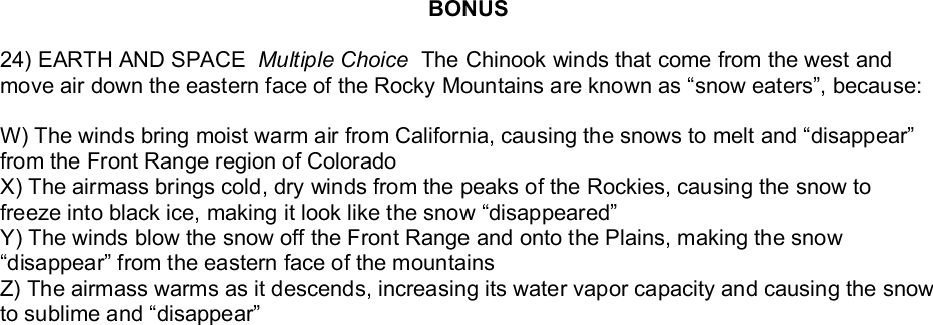 BONUS
24) EARTH AND SPACE Multiple Choice The Chinook winds that come from the west and
move air down the eastern face of the Rocky Mountains are known as “snow eaters”, because:
W) The winds bring moist warm air from California, causing the snows to melt and “disappear”
from the Front Range region of Colorado
X) The airmass brings cold, dry winds from the peaks of the Rockies, causing the snow to
freeze into black ice, making it look like the snow “disappeared”
Y) The winds blow the snow off the Front Range and onto the Plains, making the snow
“disappear” from the eastern face of the mountains
Z) The airmass warms as it descends, increasing its water vapor capacity and causing the snow
to sublime and “disappear”